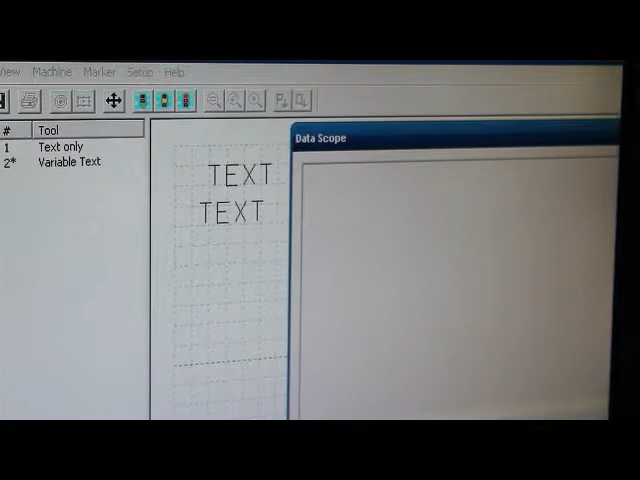 View Machine Marker Setup Help
# Tool
1 Text only
2* Variable Text
Data Scope
TEXT
TEXT